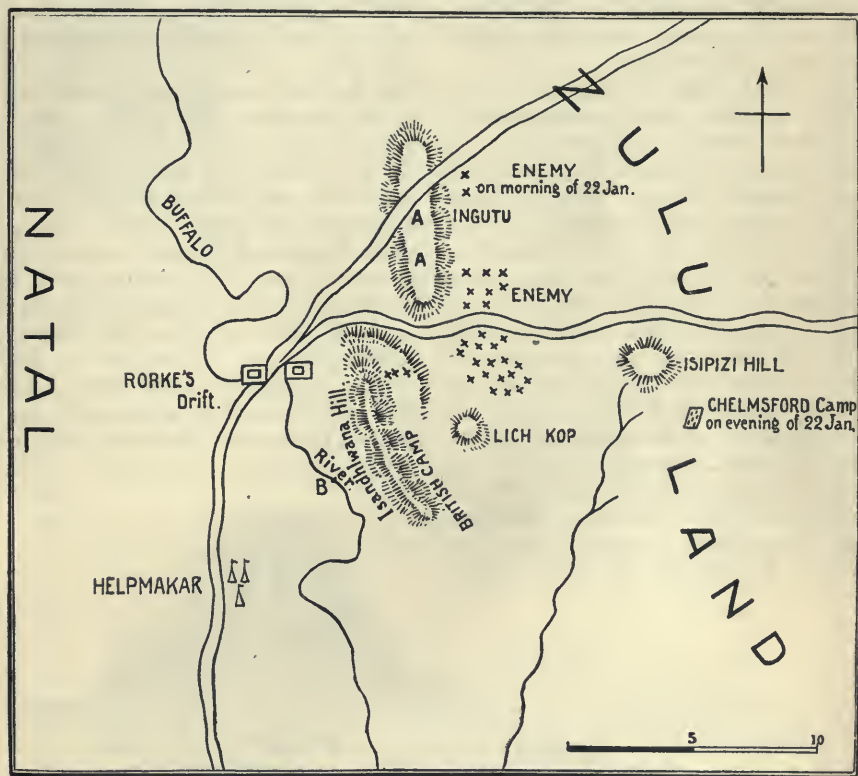 ZULU LAND
ENEMY
on morning of 22 Jan.
BUFFALO
NATAL
A
INGUTU
A
ENEMY
RORKE'S
Drift.
ISIPIZI HILL
CHELMSFORD Camp
on evening of 22 Jan.
Isandhlwana Hill
LICH KOP
BRITISH CAMP
River.
B
HELPMAKAR
5
10